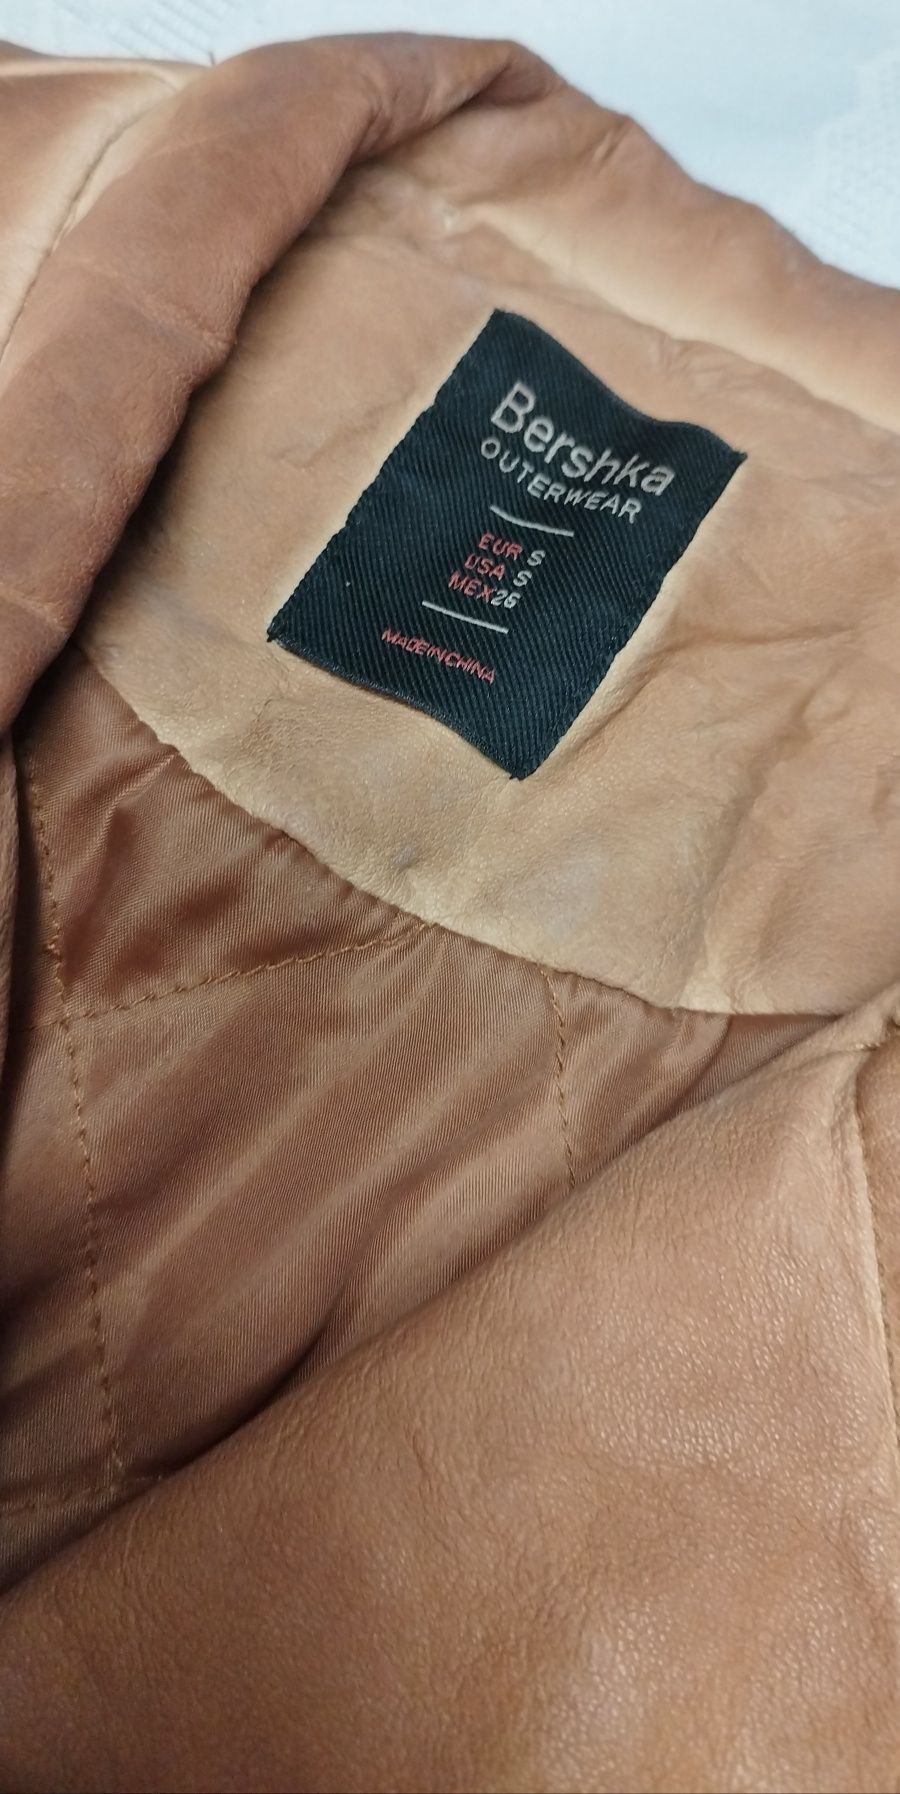 Bershka
OUTERWEAR
EUR S
USA S
MEX 26
MADE IN CHINA